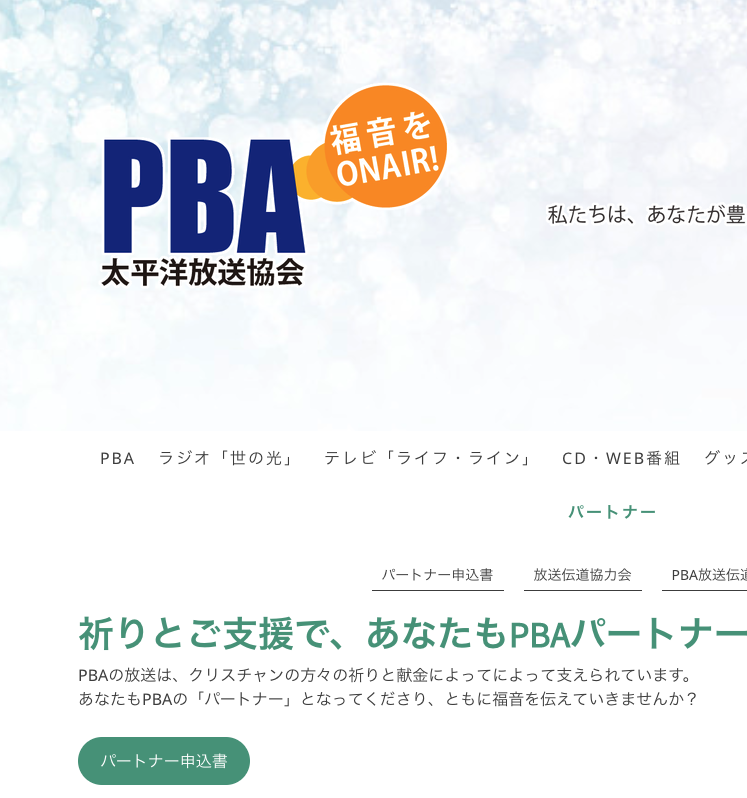 福音を
ONAIR!
PBA
太平洋放送協会
私たちは、あなたが豊
PBA ラジオ「世の光」 テレビ「ライフ・ライン」 CD・WEB番組 グッズ
パートナー
パートナー申込書 放送伝道協力会 PBA放送伝道
祈りとご支援で、あなたもPBAパートナー
PBAの放送は、クリスチャンの方々の祈りと献金によってによって支えられています。
あなたもPBAの「パートナー」となってくださり、ともに福音を伝えていきませんか？
パートナー申込書